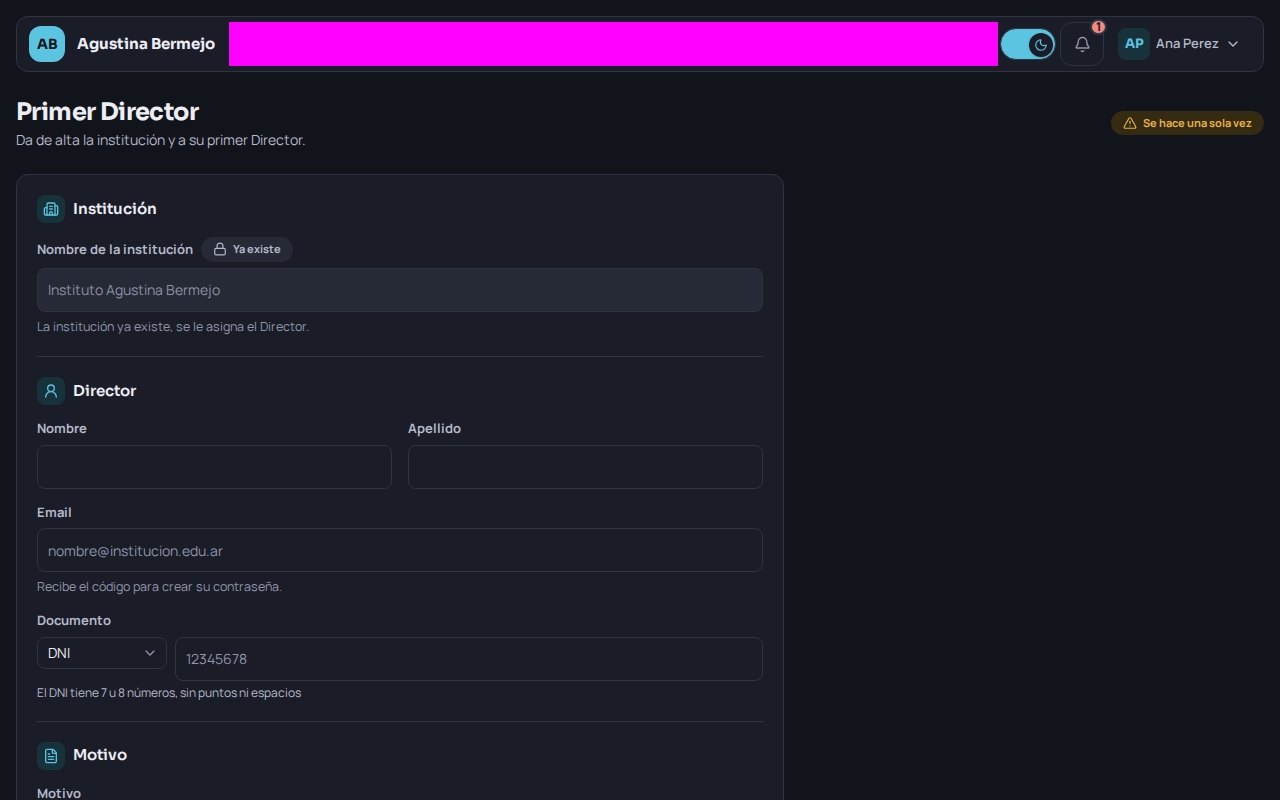 AB Agustina Bermejo 1 AP Ana Perez
Primer Director
Da de alta la institución y a su primer Director.
Se hace una sola vez
Institución
Nombre de la institución Ya existe
Instituto Agustina Bermejo
La institución ya existe, se le asigna el Director.
Director
Nombre Apellido
Email
nombre@institucion.edu.ar
Recibe el código para crear su contraseña.
Documento
DNI 12345678
El DNI tiene 7 u 8 números, sin puntos ni espacios
Motivo
Motivo